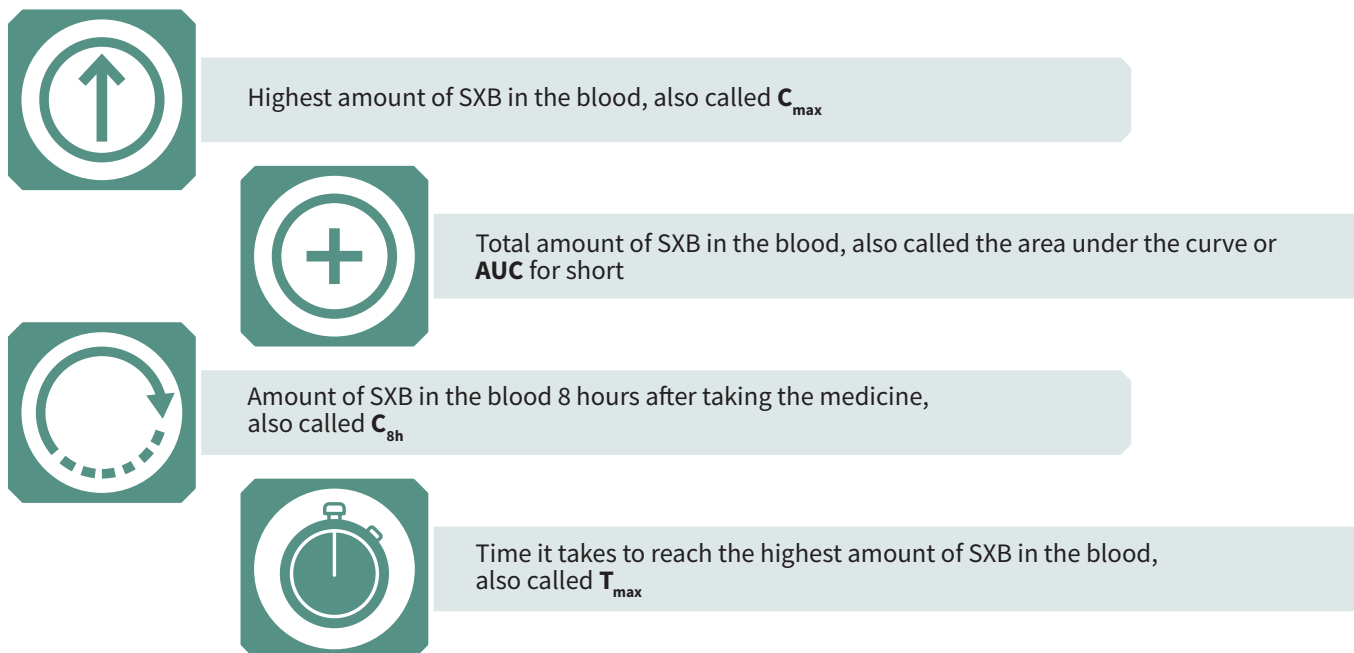 Highest amount of SXB in the blood, also called Cmax
Total amount of SXB in the blood, also called the area under the curve or
AUC for short
Amount of SXB in the blood 8 hours after taking the medicine,
also called C8h
Time it takes to reach the highest amount of SXB in the blood,
also called Tmax